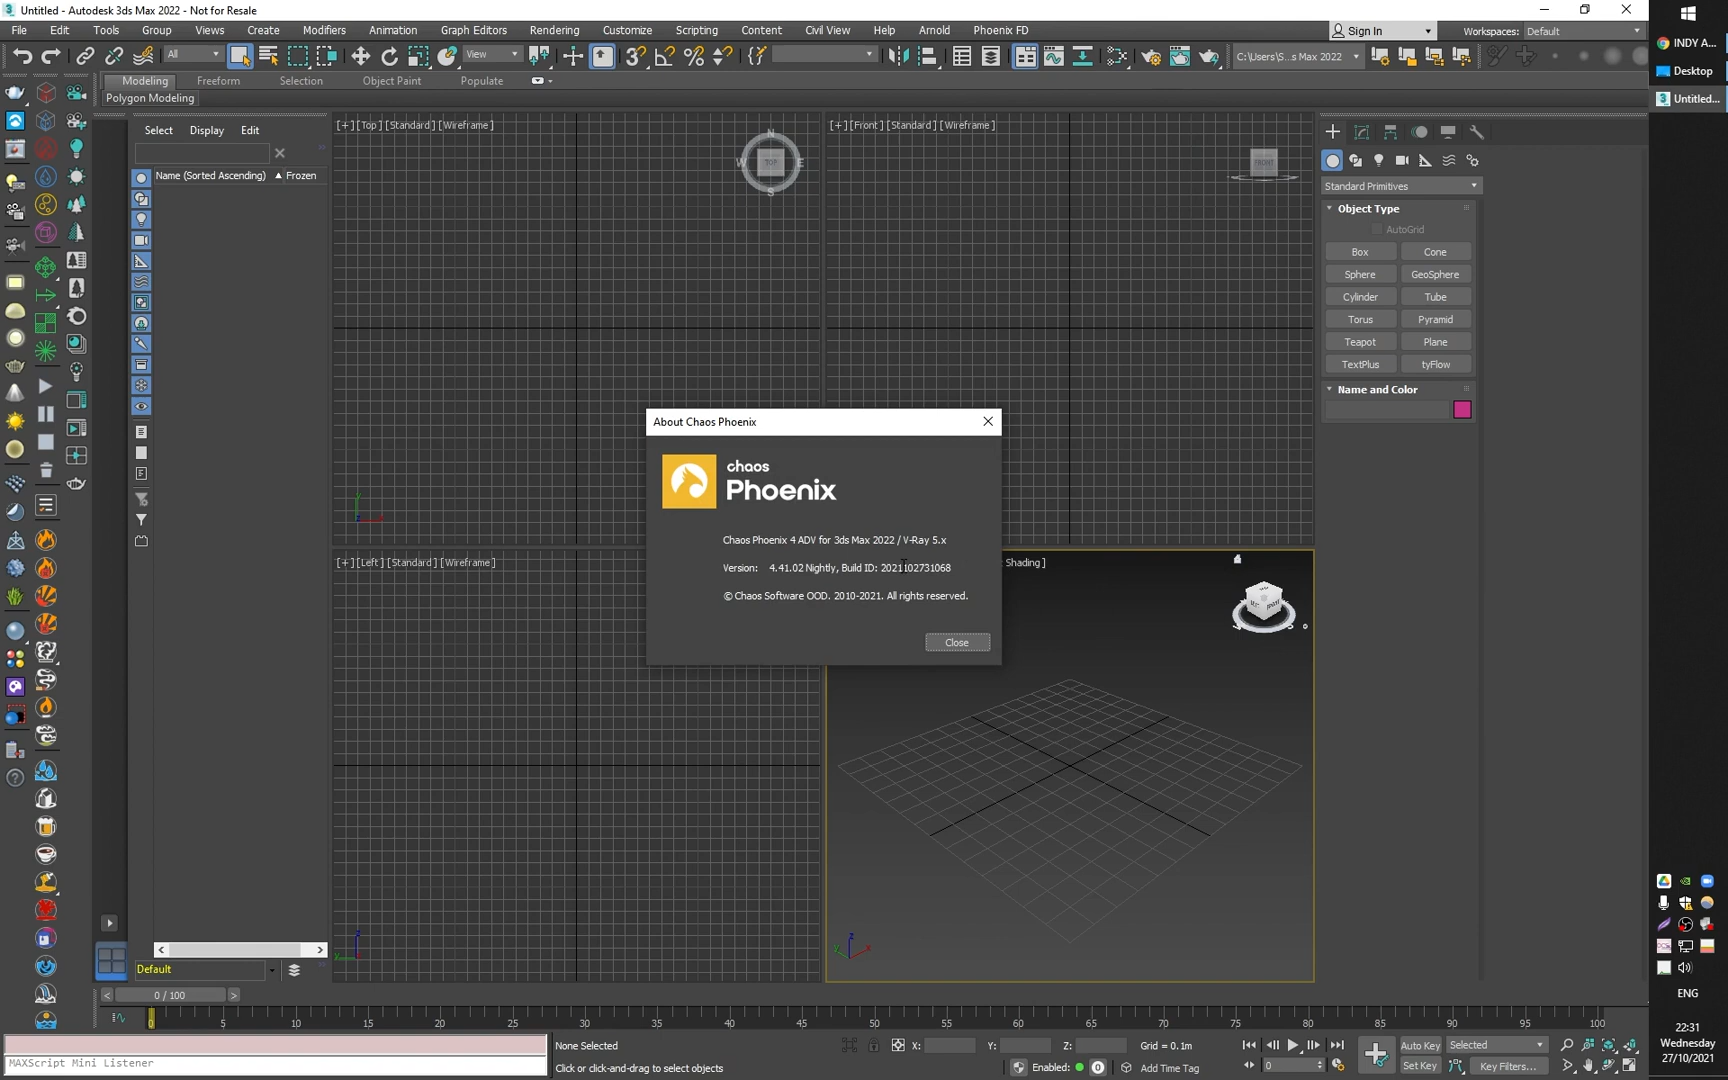 Untitled - Autodesk 3ds Max 2022 - Not for Resale
File Edit Tools Group Views Create Modifiers Animation Graph Editors Rendering Customize Scripting Content Civil View Help Arnold Phoenix FD
Sign In Workspaces: Default
All View C:\Users\S...s Max 2022
Modeling Freeform Selection Object Paint Populate
Polygon Modeling
Select Display Edit
Name (Sorted Ascending) ▲ Frozen
[+] [Top] [Standard] [Wireframe]
N
W TOP E
S
[+] [Front] [Standard] [Wireframe]
FRONT
Standard Primitives
Object Type
AutoGrid
Box Cone
Sphere GeoSphere
Cylinder Tube
Torus Pyramid
Teapot Plane
TextPlus tyFlow
Name and Color
About Chaos Phoenix
chaos
Phoenix
Chaos Phoenix 4 ADV for 3ds Max 2022 / V-Ray 5.x
Version: 4.41.02 Nightly, Build ID: 2021102731068
© Chaos Software OOD. 2010-2021. All rights reserved.
Close
[+] [Left] [Standard] [Wireframe]
Shading ]
Default
0 / 100
0 5 10 15 20 25 30 35 40 45 50 55 60 65 70 75 80 85 90 95 100
MAXScript Mini Listener
None Selected
Click or click-and-drag to select objects
X: Y: Z: Grid = 0.1m
Enabled: 0 Add Time Tag
Auto Key Selected
Set Key Key Filters...
0
INDY A...
Desktop
Untitled...
ENG
22:31
Wednesday
27/10/2021